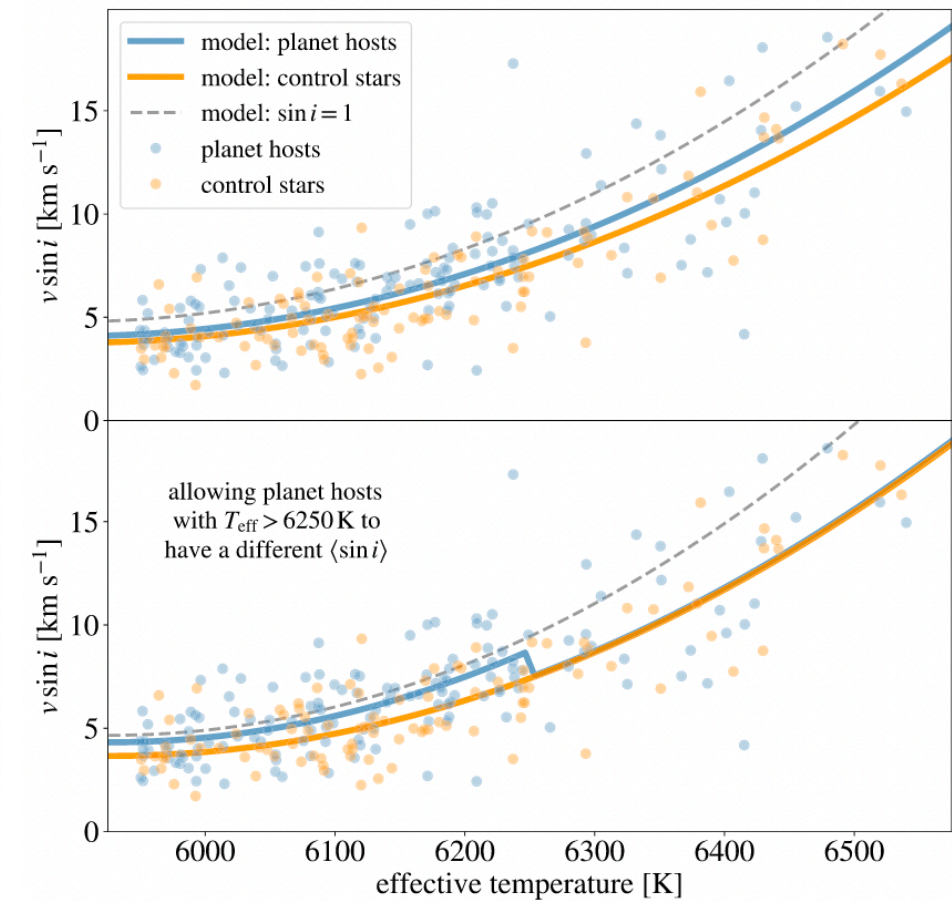 model: planet hosts
model: control stars
model: sin i = 1
planet hosts
control stars
15
10
5
0
v sin i [km s⁻¹]
allowing planet hosts
with T_eff > 6250 K to
have a different ⟨sin i⟩
15
10
5
0
v sin i [km s⁻¹]
6000 6100 6200 6300 6400 6500
effective temperature [K]